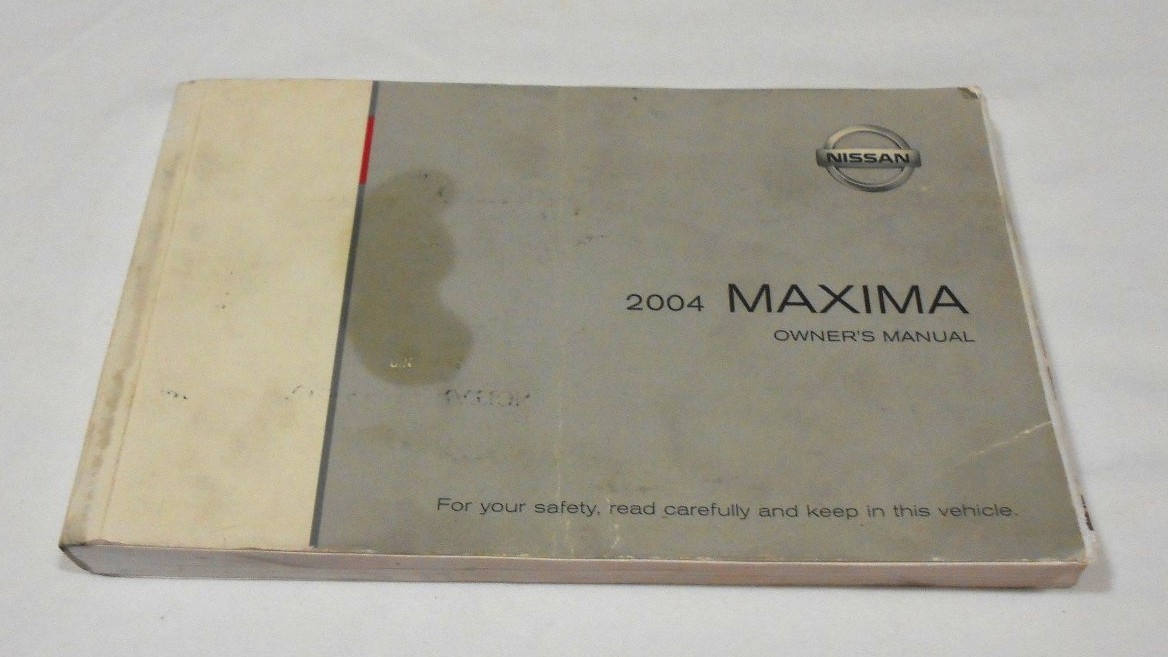 NISSAN
2004 MAXIMA
OWNER'S MANUAL
For your safety, read carefully and keep in this vehicle.